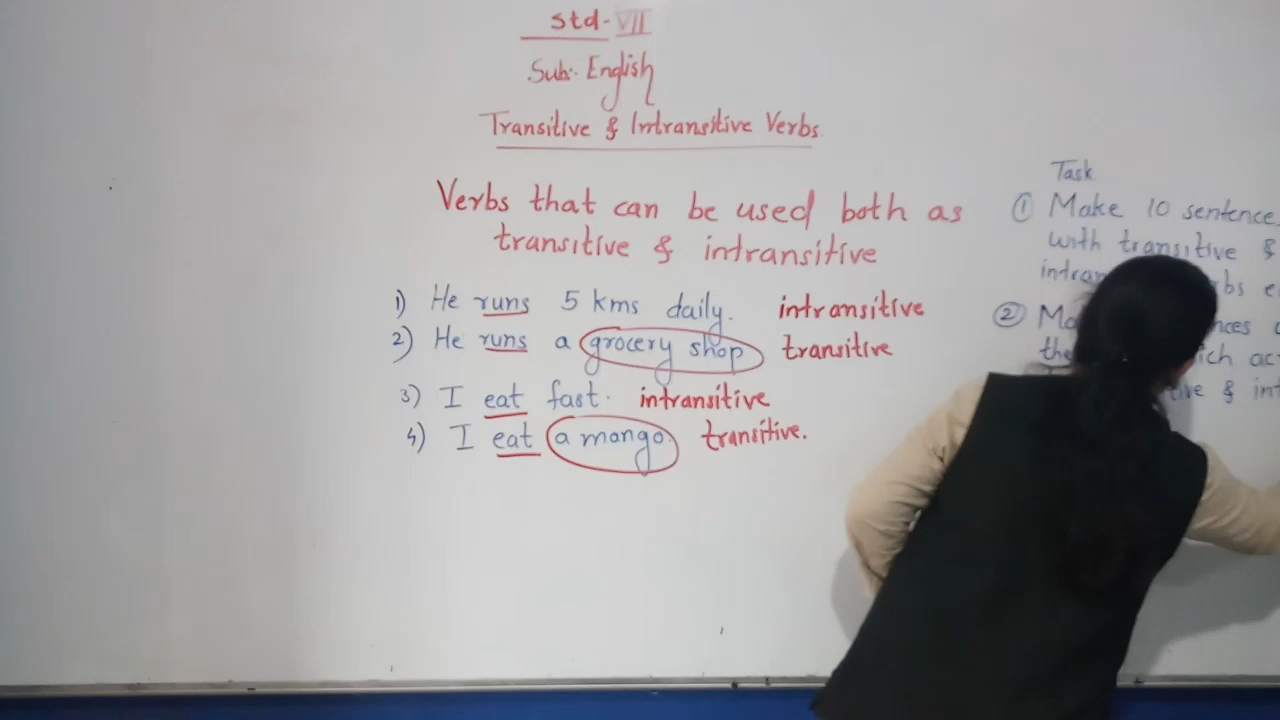 Std- VII
Sub:- English
Transitive & Intransitive Verbs
Verbs that can be used both as
transitive & intransitive
1) He runs 5 kms daily. intransitive
2) He runs a grocery shop transitive
3) I eat fast. intransitive
4) I eat a mango. transitive.
Task
① Make 10 sentence
with transitive &
②